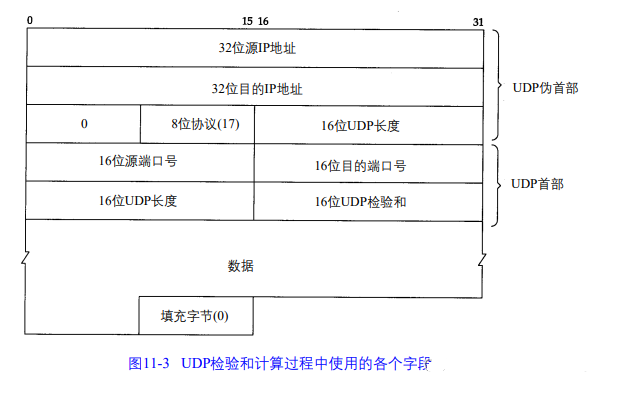 0 15 16 31
32位源IP地址
32位目的IP地址
UDP伪首部
0 8位协议(17) 16位UDP长度
16位源端口号 16位目的端口号
UDP首部
16位UDP长度 16位UDP检验和
数据
填充字节(0)
图11-3 UDP检验和计算过程中使用的各个字段